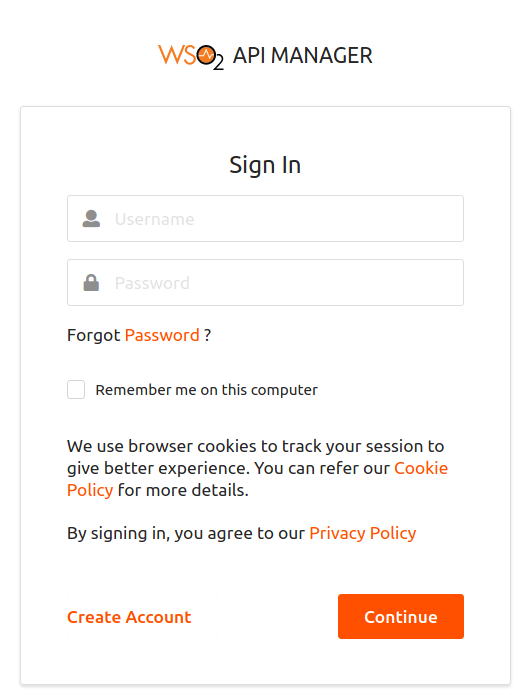 WSO2 API MANAGER
Sign In
Username
Password
Forgot Password ?
Remember me on this computer
We use browser cookies to track your session to
give better experience. You can refer our Cookie
Policy for more details.
By signing in, you agree to our Privacy Policy
Create Account
Continue